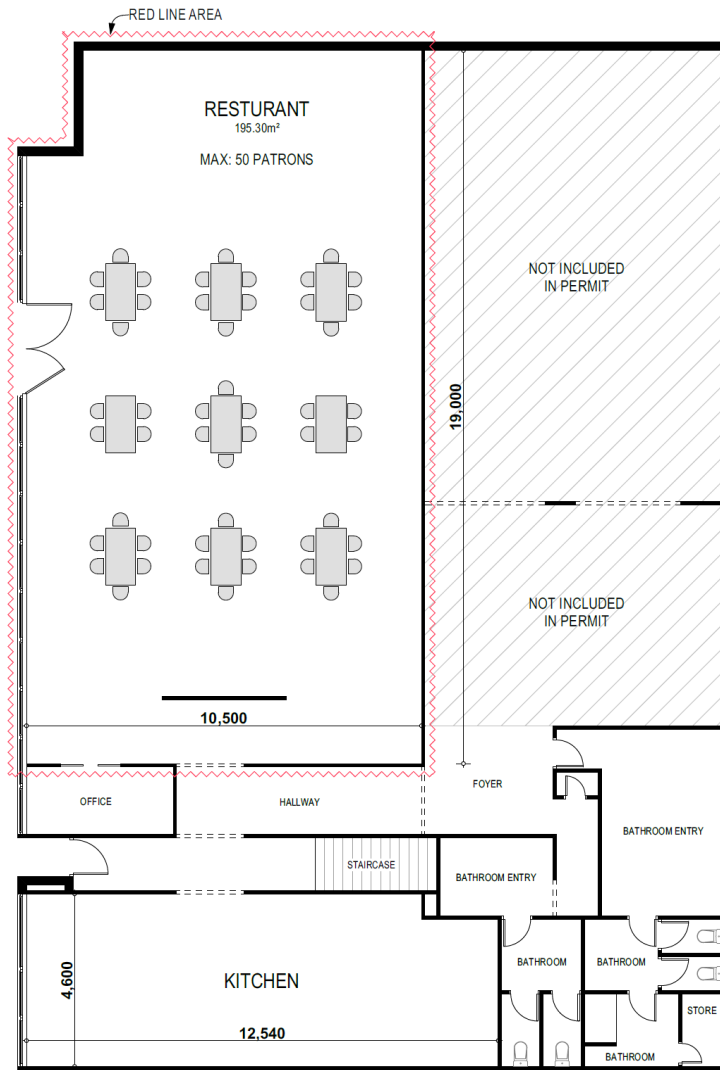 RED LINE AREA
RESTURANT
195.30m²
MAX: 50 PATRONS
NOT INCLUDED
IN PERMIT
19,000
NOT INCLUDED
IN PERMIT
10,500
FOYER
OFFICE
HALLWAY
BATHROOM ENTRY
STAIRCASE
BATHROOM ENTRY
4,600
KITCHEN
BATHROOM
BATHROOM
STORE
12,540
BATHROOM